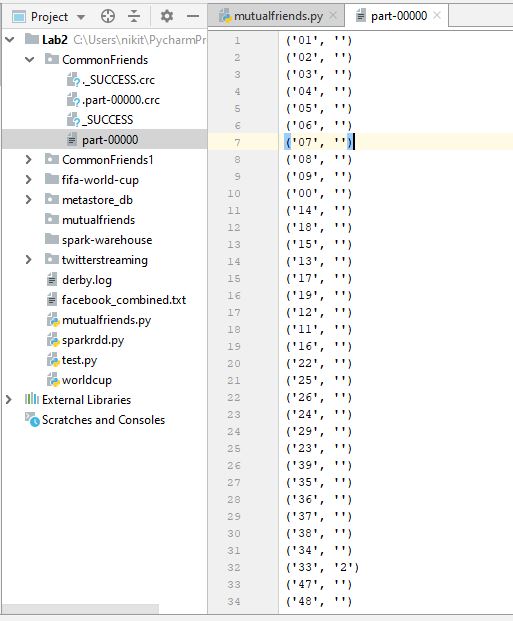 Project
mutualfriends.py
part-00000
Lab2 C:\Users\nikit\PycharmPr
CommonFriends
._SUCCESS.crc
.part-00000.crc
_SUCCESS
part-00000
CommonFriends1
fifa-world-cup
metastore_db
mutualfriends
spark-warehouse
twitterstreaming
derby.log
facebook_combined.txt
mutualfriends.py
sparkrdd.py
test.py
worldcup
External Libraries
Scratches and Consoles
1 ('01', '')
2 ('02', '')
3 ('03', '')
4 ('04', '')
5 ('05', '')
6 ('06', '')
7 ('07', '')
8 ('08', '')
9 ('09', '')
10 ('00', '')
11 ('14', '')
12 ('18', '')
13 ('15', '')
14 ('13', '')
15 ('17', '')
16 ('19', '')
17 ('12', '')
18 ('11', '')
19 ('16', '')
20 ('22', '')
21 ('25', '')
22 ('26', '')
23 ('24', '')
24 ('29', '')
25 ('23', '')
26 ('39', '')
27 ('35', '')
28 ('36', '')
29 ('37', '')
30 ('38', '')
31 ('34', '')
32 ('33', '2')
33 ('47', '')
34 ('48', '')